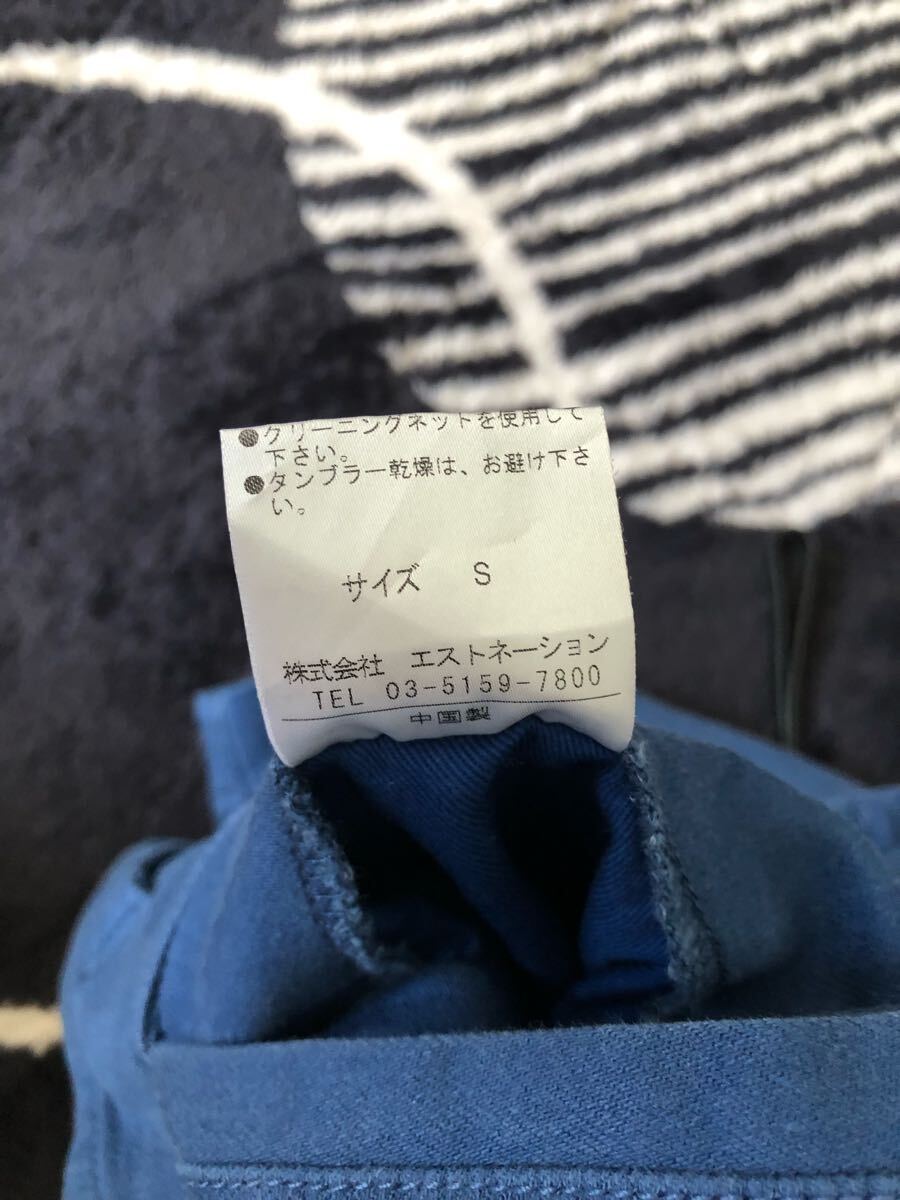 ●クリーニングネットを使用して
下さい。
●タンブラー乾燥は、お避け下さ
い。
サイズ S
株式会社 エストネーション
TEL 03-5159-7800
中国製